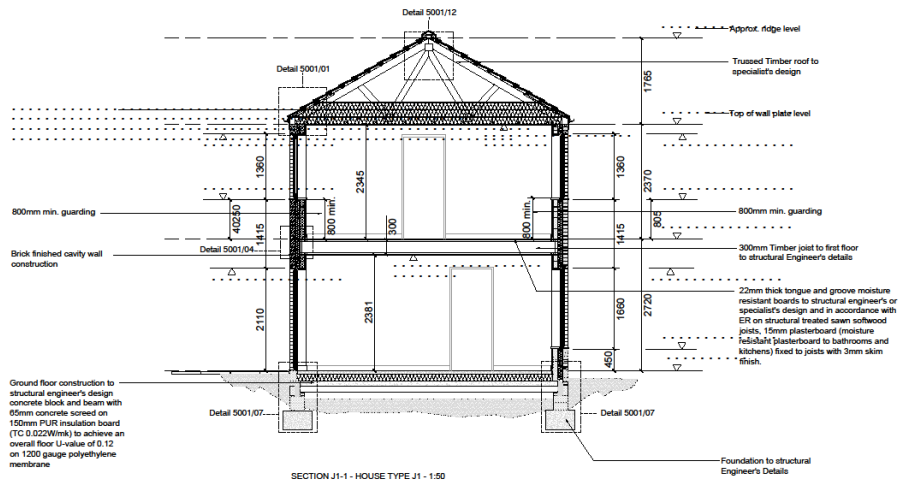 Detail 5001/12
Approx. ridge level
Trussed Timber roof to
specialist's design
Detail 5001/01
1765
Top of wall plate level
1360
2345
1360
2370
800mm min. guarding
40250
1415
800 min.
300
800 min.
1415
805
800mm min. guarding
Detail 5001/04
Brick finished cavity wall
construction
300mm Timber joist to first floor
to structural Engineer's details
22mm thick tongue and groove moisture
resistant boards to structural engineer's or
specialist's design and in accordance with
ER on structural treated sawn softwood
joists, 15mm plasterboard (moisture
resistant plasterboard to bathrooms and
kitchens) fixed to joists with 3mm skim
finish.
2110
2381
1660
2720
450
Ground floor construction to
structural engineer's design
concrete block and beam with
65mm concrete screed on
150mm PUR insulation board
(TC 0.022W/mk) to achieve an
overall floor U-value of 0.12
on 1200 gauge polyethylene
membrane
Detail 5001/07
Detail 5001/07
Foundation to structural
Engineer's Details
SECTION J1-1 - HOUSE TYPE J1 - 1:50